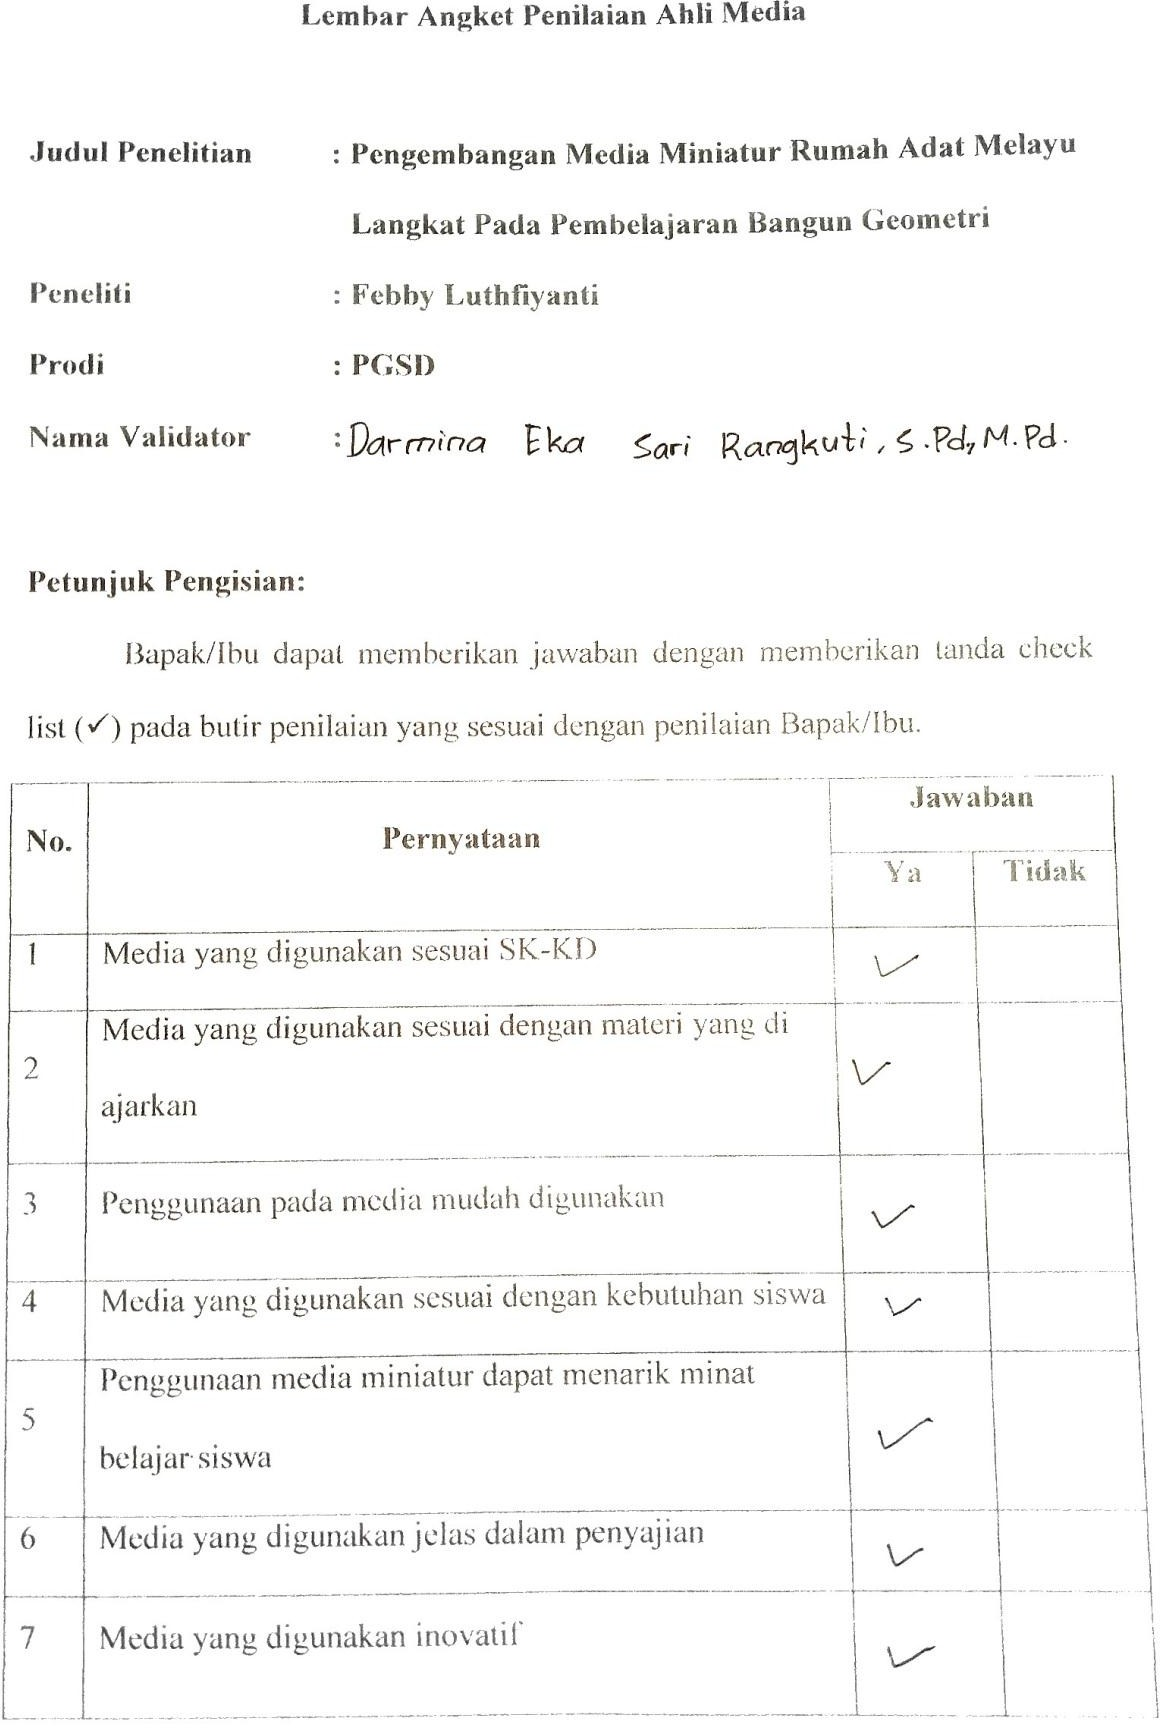 Lembar Angket Penilaian Ahli Media
Judul Penelitian : Pengembangan Media Miniatur Rumah Adat Melayu
Langkat Pada Pembelajaran Bangun Geometri
Peneliti : Febby Luthfiyanti
Prodi : PGSD
Nama Validator : Darmina Eka Sari Rangkuti, S.Pd, M.Pd.
Petunjuk Pengisian:
Bapak/Ibu dapat memberikan jawaban dengan memberikan tanda check
list (✓) pada butir penilaian yang sesuai dengan penilaian Bapak/Ibu.
No. Pernyataan Jawaban
Ya Tidak
1 Media yang digunakan sesuai SK-KD ✓
2 Media yang digunakan sesuai dengan materi yang di
ajarkan ✓
3 Penggunaan pada media mudah digunakan ✓
4 Media yang digunakan sesuai dengan kebutuhan siswa ✓
5 Penggunaan media miniatur dapat menarik minat
belajar siswa ✓
6 Media yang digunakan jelas dalam penyajian ✓
7 Media yang digunakan inovatif ✓